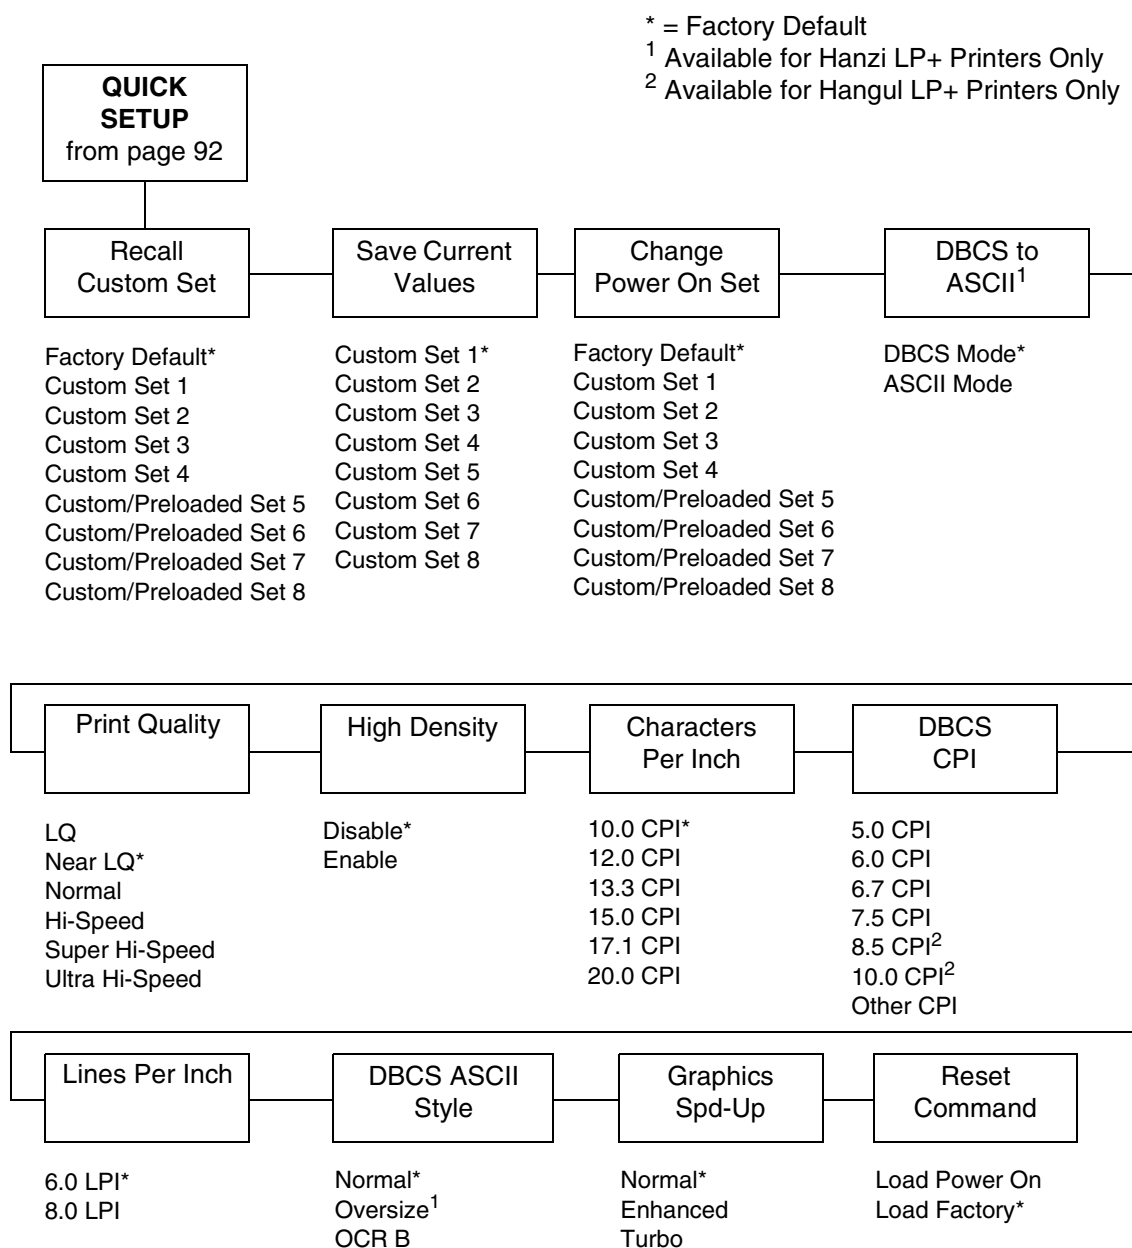 * = Factory Default
1 Available for Hanzi LP+ Printers Only
2 Available for Hangul LP+ Printers Only
QUICK
SETUP
from page 92
Recall
Custom Set
Factory Default*
Custom Set 1
Custom Set 2
Custom Set 3
Custom Set 4
Custom/Preloaded Set 5
Custom/Preloaded Set 6
Custom/Preloaded Set 7
Custom/Preloaded Set 8
Save Current
Values
Custom Set 1*
Custom Set 2
Custom Set 3
Custom Set 4
Custom Set 5
Custom Set 6
Custom Set 7
Custom Set 8
Change
Power On Set
Factory Default*
Custom Set 1
Custom Set 2
Custom Set 3
Custom Set 4
Custom/Preloaded Set 5
Custom/Preloaded Set 6
Custom/Preloaded Set 7
Custom/Preloaded Set 8
DBCS to
ASCII1
DBCS Mode*
ASCII Mode
Print Quality
LQ
Near LQ*
Normal
Hi-Speed
Super Hi-Speed
Ultra Hi-Speed
High Density
Disable*
Enable
Characters
Per Inch
10.0 CPI*
12.0 CPI
13.3 CPI
15.0 CPI
17.1 CPI
20.0 CPI
DBCS
CPI
5.0 CPI
6.0 CPI
6.7 CPI
7.5 CPI
8.5 CPI2
10.0 CPI2
Other CPI
Lines Per Inch
6.0 LPI*
8.0 LPI
DBCS ASCII
Style
Normal*
Oversize1
OCR B
Graphics
Spd-Up
Normal*
Enhanced
Turbo
Reset
Command
Load Power On
Load Factory*